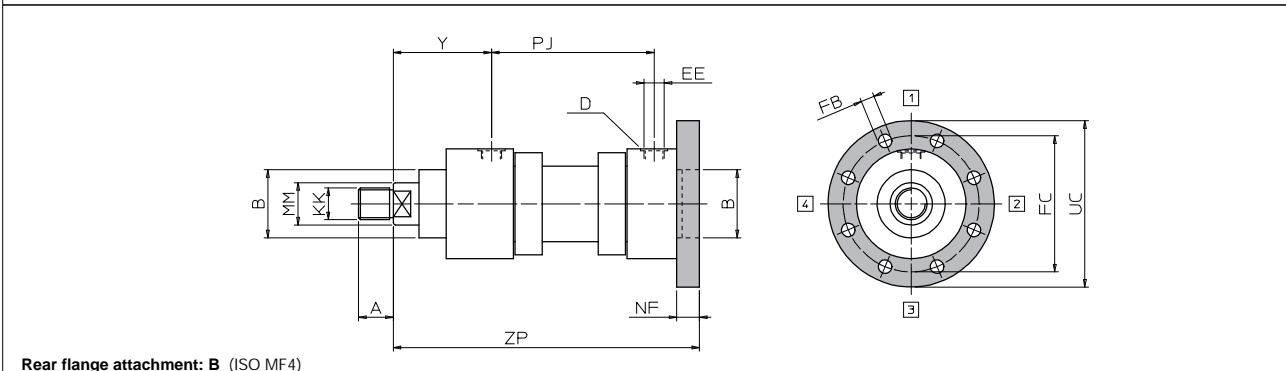 Y
PJ
EE
D
FB
1
B
MM
KK
B
4
2
FC
UC
A
NF
3
ZP
Rear flange attachment: B (ISO MF4)